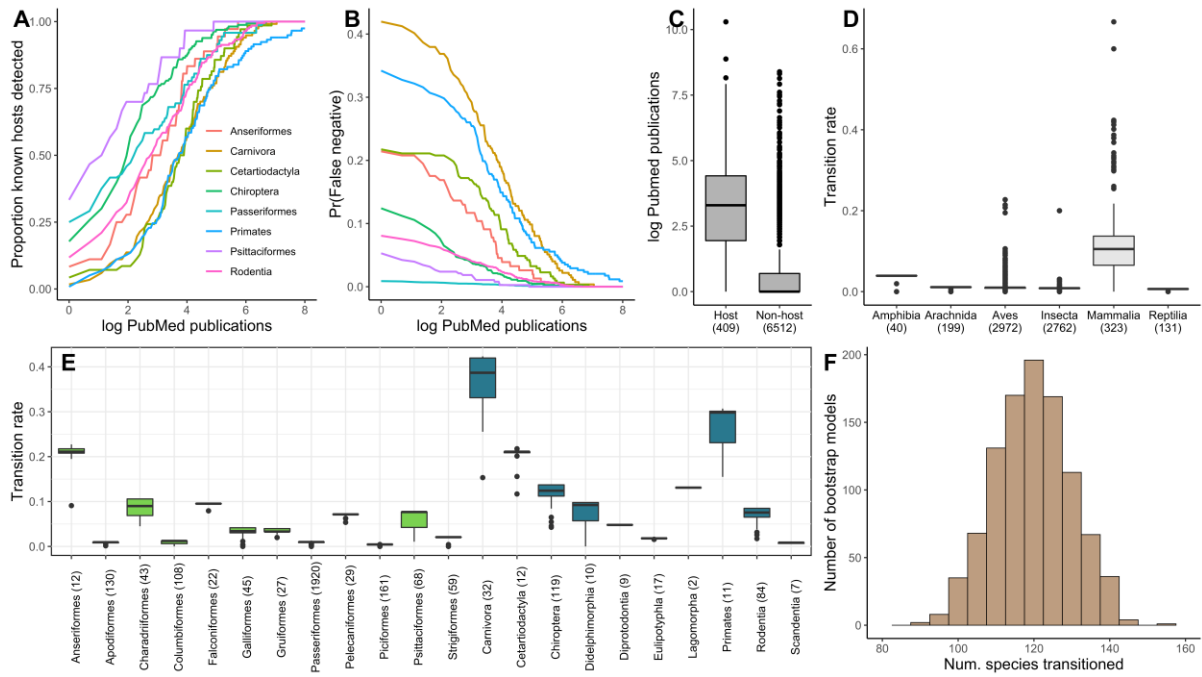 A
Proportion known hosts detected
1.00
0.75
0.50
0.25
0.00
0
2
4
6
8
log PubMed publications
Anseriformes
Carnivora
Cetartiodactyla
Chiroptera
Passeriformes
Primates
Psittaciformes
Rodentia
B
Pr(False negative)
0.4
0.3
0.2
0.1
0.0
0
2
4
6
8
log PubMed publications
C
log Pubmed publications
10.0
7.5
5.0
2.5
0.0
Host
(409)
Non-host
(6512)
D
Transition rate
0.6
0.4
0.2
0.0
Amphibia
(40)
Arachnida
(199)
Aves
(2972)
Insecta
(2762)
Mammalia
(323)
Reptilia
(131)
E
Transition rate
0.4
0.3
0.2
0.1
0.0
Anseriformes (12)
Apodiformes (130)
Charadriiformes (43)
Columbiformes (108)
Falconiformes (22)
Galliformes (45)
Gruiformes (27)
Passeriformes (1920)
Pelecaniformes (29)
Piciformes (161)
Psittaciformes (68)
Strigiformes (59)
Carnivora (32)
Cetartiodactyla (12)
Chiroptera (119)
Didelphimorphia (10)
Diprotodontia (9)
Eulipotyphla (17)
Lagomorpha (2)
Primates (11)
Rodentia (84)
Scandentia (7)
F
Number of bootstrap models
200
150
100
50
0
80
100
120
140
160
Num. species transitioned